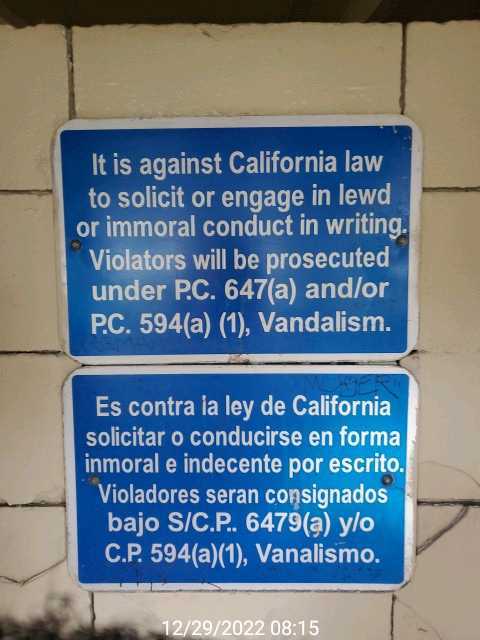 It is against California law
to solicit or engage in lewd
or immoral conduct in writing.
Violators will be prosecuted
under P.C. 647(a) and/or
P.C. 594(a) (1), Vandalism.
Es contra la ley de California
solicitar o conducirse en forma
inmoral e indecente por escrito.
Violadores seran consignados
bajo S/C.P.. 6479(a) y/o
C.P. 594(a)(1), Vanalismo.
12/29/2022 08:15